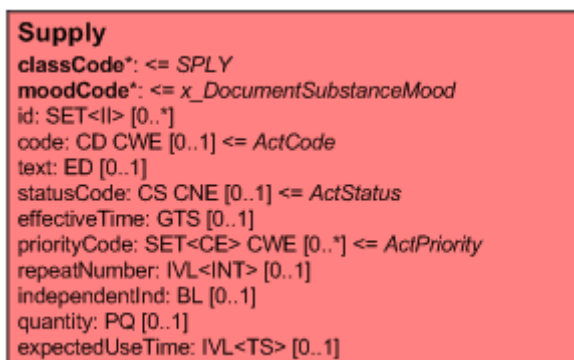 Supply
classCode*: <= SPLY
moodCode*: <= x_DocumentSubstanceMood
id: SET<II> [0..*]
code: CD CWE [0..1] <= ActCode
text: ED [0..1]
statusCode: CS CNE [0..1] <= ActStatus
effectiveTime: GTS [0..1]
priorityCode: SET<CE> CWE [0..*] <= ActPriority
repeatNumber: IVL<INT> [0..1]
independentInd: BL [0..1]
quantity: PQ [0..1]
expectedUseTime: IVL<TS> [0..1]